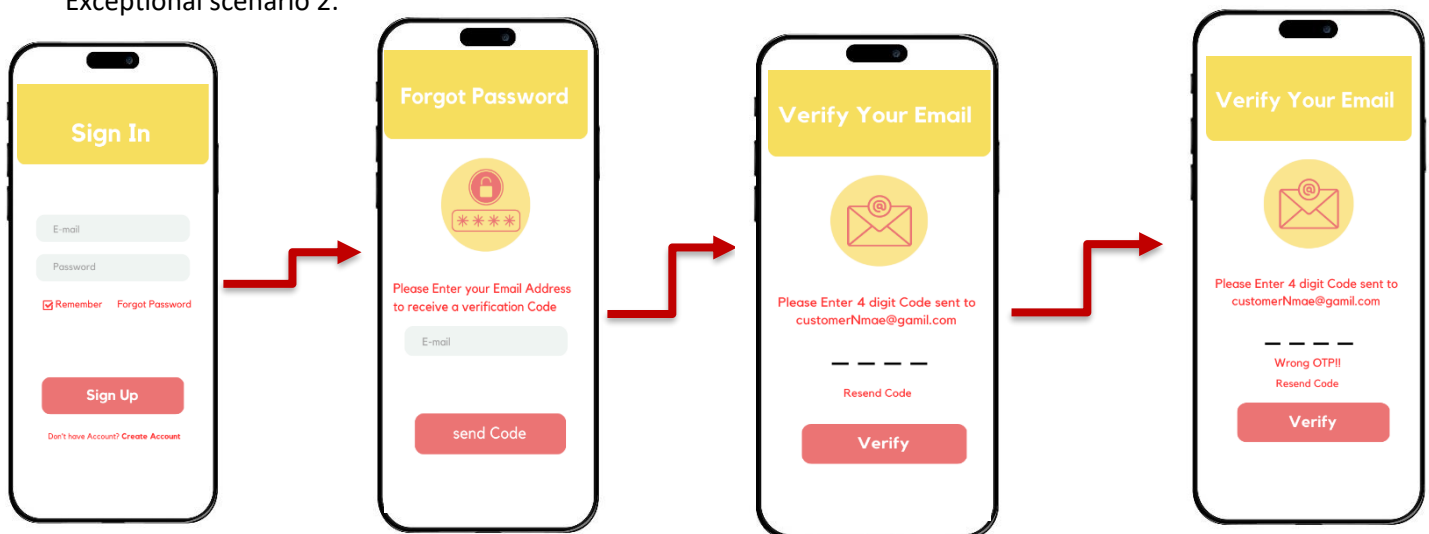 Exceptional scenario 2:
Sign In
E-mail
Password
Remember Forgot Password
Sign Up
Don't have Account? Create Account
Forgot Password
****
Please Enter your Email Address
to receive a verification Code
E-mail
send Code
Verify Your Email
@
Please Enter 4 digit Code sent to
customerNmae@gamil.com
Resend Code
Verify
Verify Your Email
@
Please Enter 4 digit Code sent to
customerNmae@gamil.com
Wrong OTP!!
Resend Code
Verify